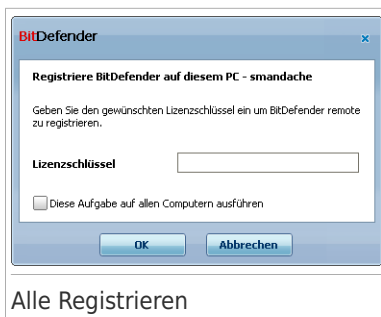 BitDefender
Registriere BitDefender auf diesem PC - smandache
Geben Sie den gewünschten Lizenzschlüssel ein um BitDefender remote
zu registrieren.
Lizenzschlüssel
Diese Aufgabe auf allen Computern ausführen
OK Abbrechen
Alle Registrieren